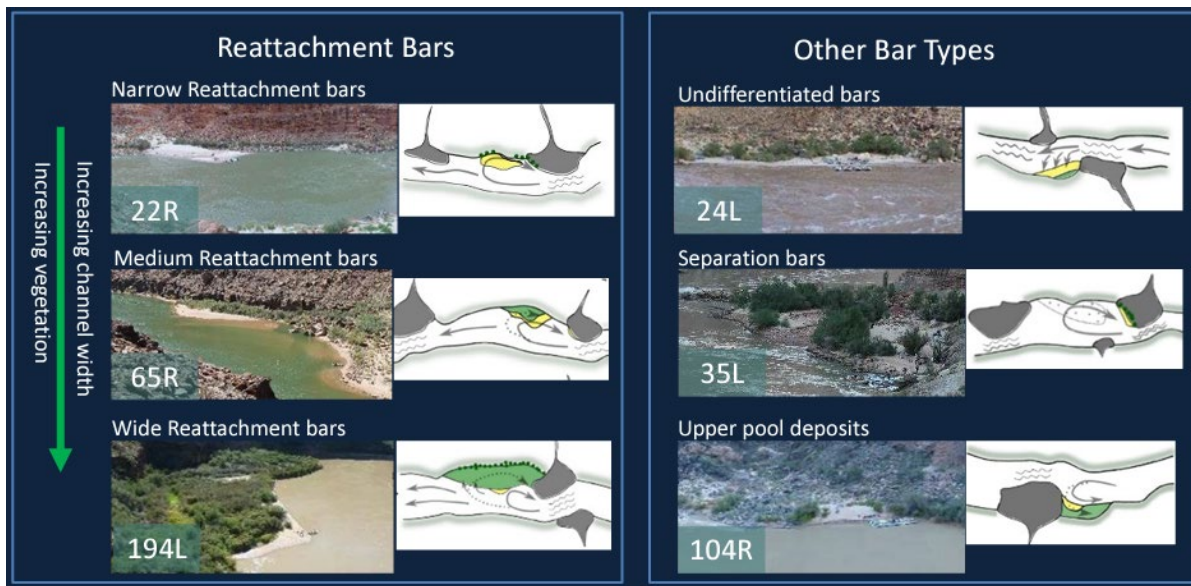 Reattachment Bars
Increasing channel width
Increasing vegetation
Narrow Reattachment bars
22R
Medium Reattachment bars
65R
Wide Reattachment bars
194L
Other Bar Types
Undifferentiated bars
24L
Separation bars
35L
Upper pool deposits
104R